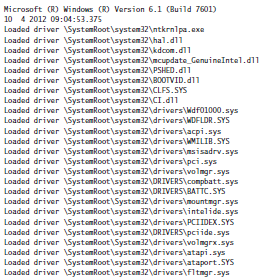 Microsoft (R) Windows (R) Version 6.1 (Build 7601)
10  4 2012 09:04:53.375
Loaded driver \SystemRoot\system32\ntkrnlpa.exe
Loaded driver \SystemRoot\system32\hal.dll
Loaded driver \SystemRoot\system32\kdcom.dll
Loaded driver \SystemRoot\system32\mcupdate_GenuineIntel.dll
Loaded driver \SystemRoot\system32\PSHED.dll
Loaded driver \SystemRoot\system32\BOOTVID.dll
Loaded driver \SystemRoot\system32\CLFS.SYS
Loaded driver \SystemRoot\system32\CI.dll
Loaded driver \SystemRoot\system32\drivers\Wdf01000.sys
Loaded driver \SystemRoot\system32\drivers\WDFLDR.SYS
Loaded driver \SystemRoot\system32\drivers\acpi.sys
Loaded driver \SystemRoot\system32\drivers\WMILIB.SYS
Loaded driver \SystemRoot\system32\drivers\msisadrv.sys
Loaded driver \SystemRoot\system32\drivers\pci.sys
Loaded driver \SystemRoot\system32\drivers\volmgr.sys
Loaded driver \SystemRoot\system32\DRIVERS\compbatt.sys
Loaded driver \SystemRoot\system32\DRIVERS\BATTC.SYS
Loaded driver \SystemRoot\System32\drivers\mountmgr.sys
Loaded driver \SystemRoot\system32\drivers\intelide.sys
Loaded driver \SystemRoot\system32\drivers\PCIIDEX.SYS
Loaded driver \SystemRoot\system32\DRIVERS\pciide.sys
Loaded driver \SystemRoot\System32\drivers\volmgrx.sys
Loaded driver \SystemRoot\system32\drivers\atapi.sys
Loaded driver \SystemRoot\system32\drivers\ataport.SYS
Loaded driver \SystemRoot\system32\drivers\fltmgr.sys